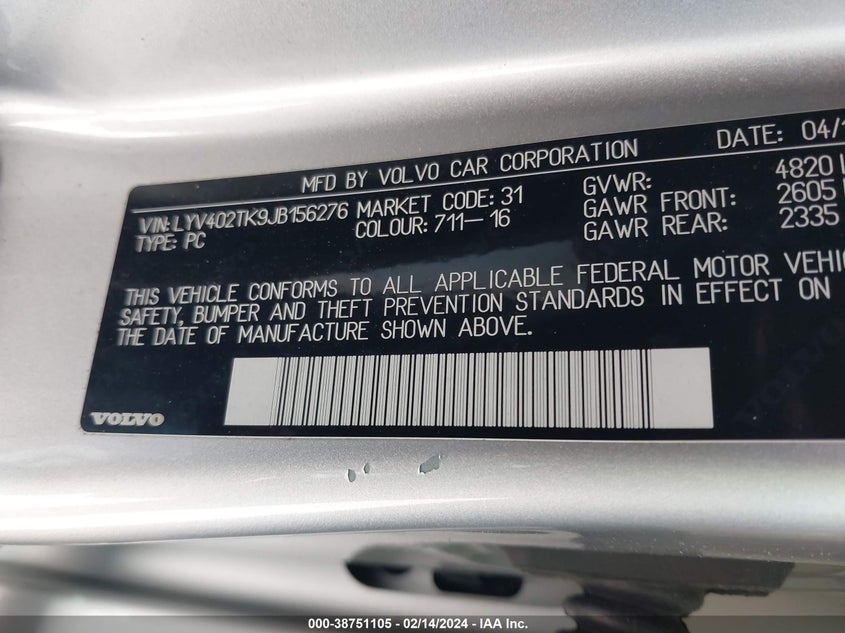 MFD BY VOLVO CAR CORPORATION DATE: 04/1
VIN: LYV402TK9JB156276 MARKET CODE: 31 GVWR: 4820
TYPE: PC COLOUR: 711-16 GAWR FRONT: 2605
GAWR REAR: 2335
THIS VEHICLE CONFORMS TO ALL APPLICABLE FEDERAL MOTOR VEHIC
SAFETY, BUMPER AND THEFT PREVENTION STANDARDS IN EFFECT ON
THE DATE OF MANUFACTURE SHOWN ABOVE.
VOLVO
000-38751105 - 02/14/2024 - IAA Inc.